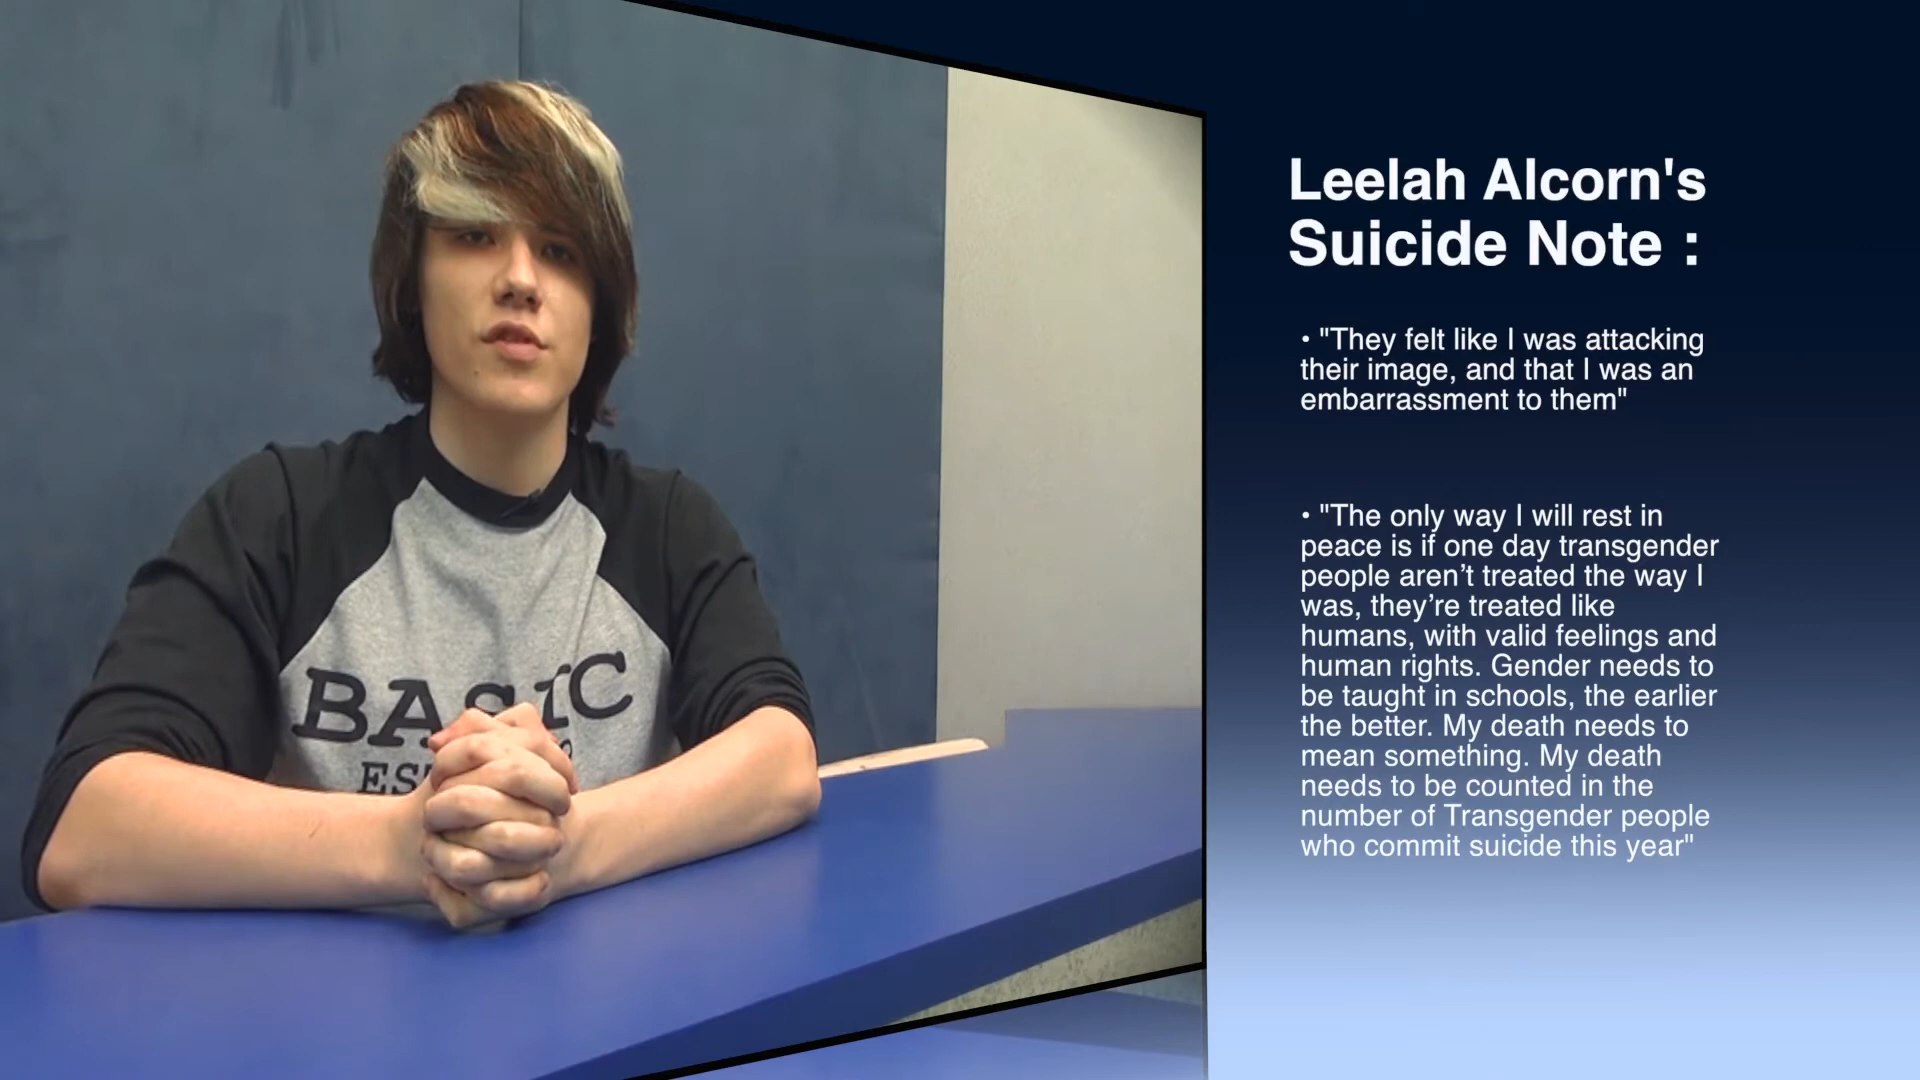 BASIC
EST
Leelah Alcorn's
Suicide Note :
• "They felt like I was attacking
their image, and that I was an
embarrassment to them"
• "The only way I will rest in
peace is if one day transgender
people aren’t treated the way I
was, they’re treated like
humans, with valid feelings and
human rights. Gender needs to
be taught in schools, the earlier
the better. My death needs to
mean something. My death
needs to be counted in the
number of Transgender people
who commit suicide this year"